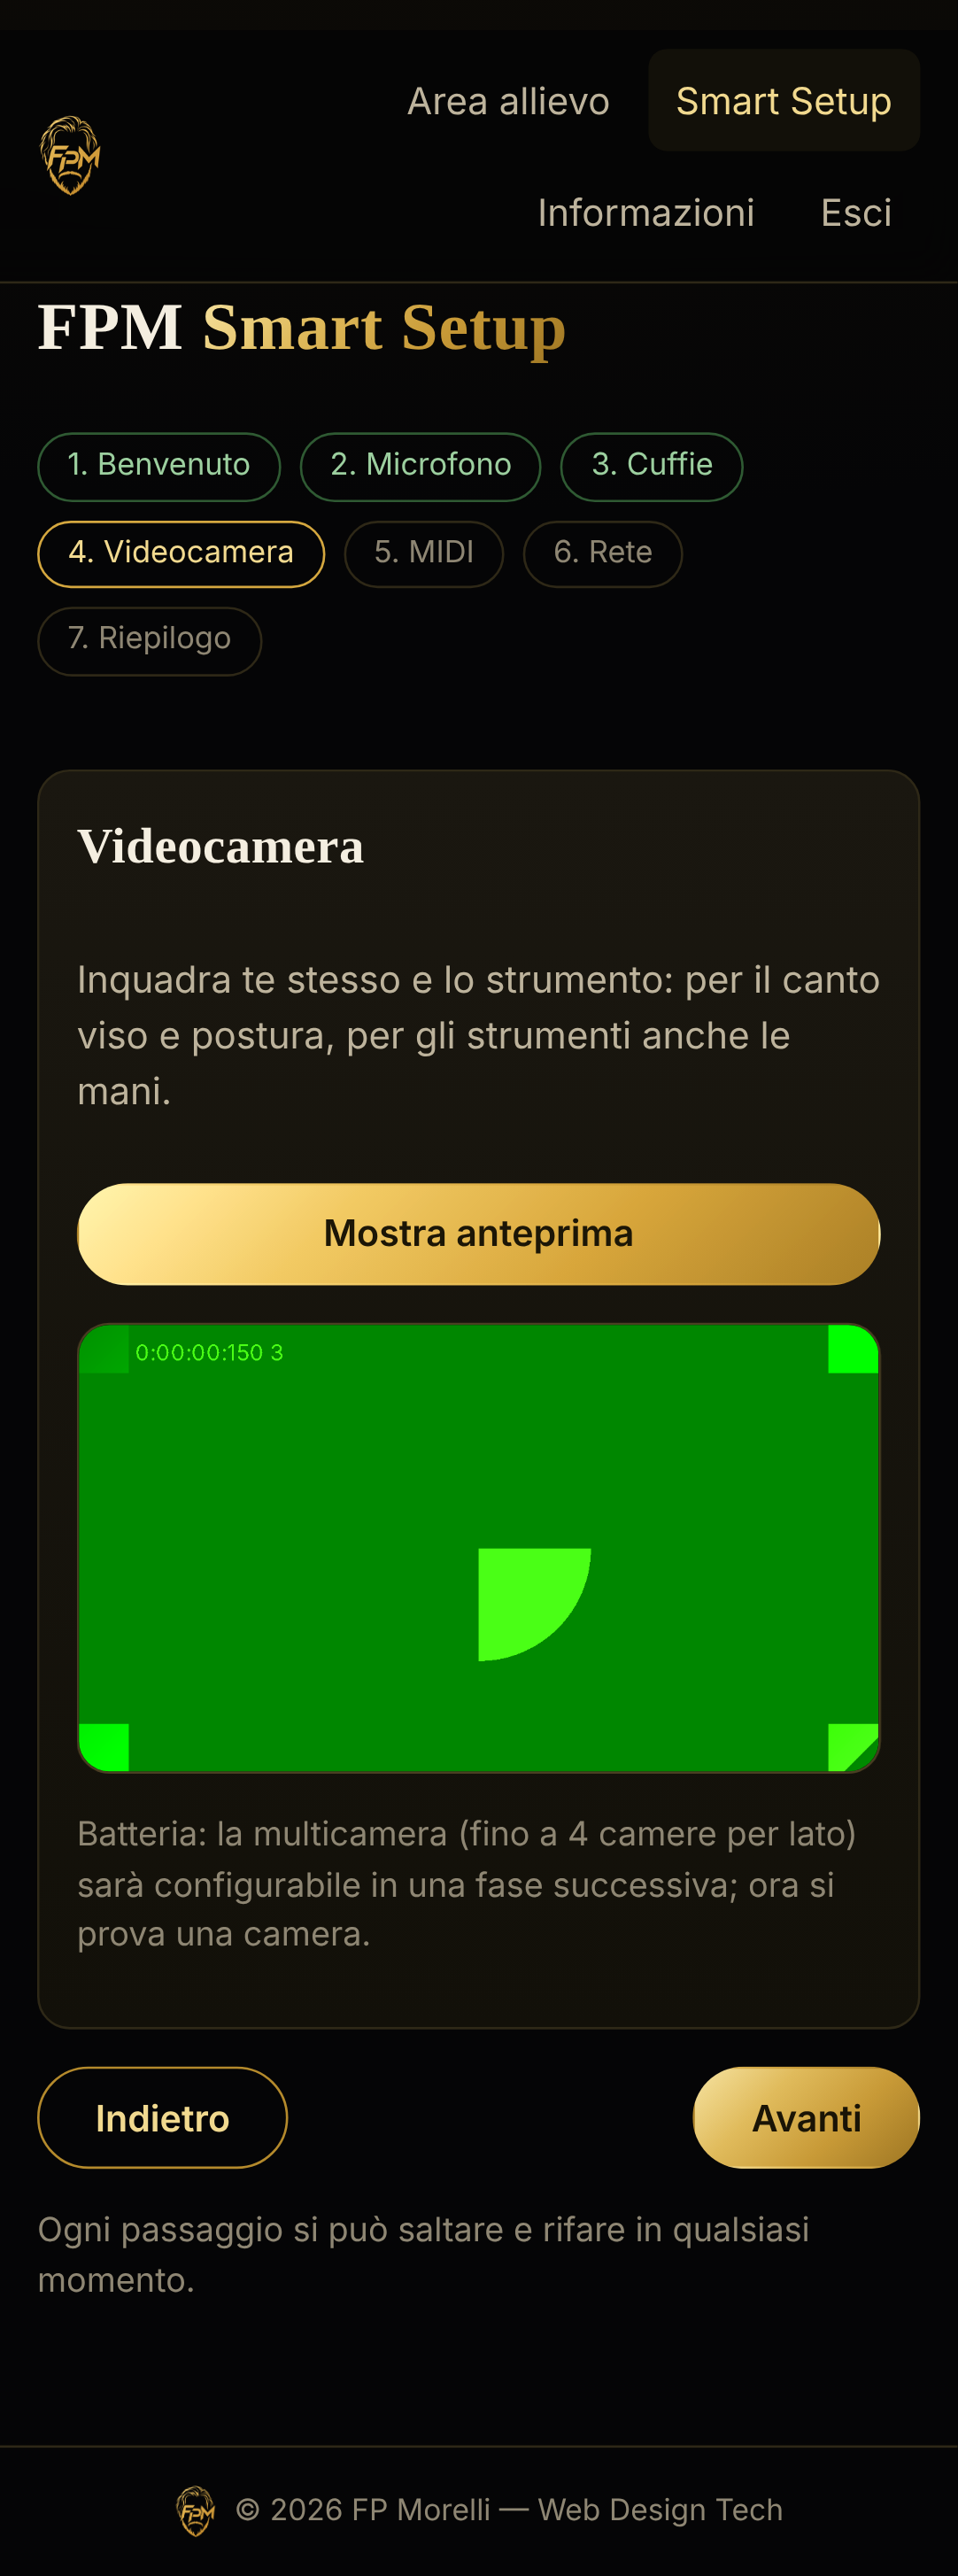 FPM
Area allievo
Smart Setup
Informazioni
Esci
FPM Smart Setup
1. Benvenuto
2. Microfono
3. Cuffie
4. Videocamera
5. MIDI
6. Rete
7. Riepilogo
Videocamera
Inquadra te stesso e lo strumento: per il canto
viso e postura, per gli strumenti anche le
mani.
Mostra anteprima
0:00:00:150 3
Batteria: la multicamera (fino a 4 camere per lato)
sarà configurabile in una fase successiva; ora si
prova una camera.
Indietro
Avanti
Ogni passaggio si può saltare e rifare in qualsiasi
momento.
FPM
© 2026 FP Morelli — Web Design Tech